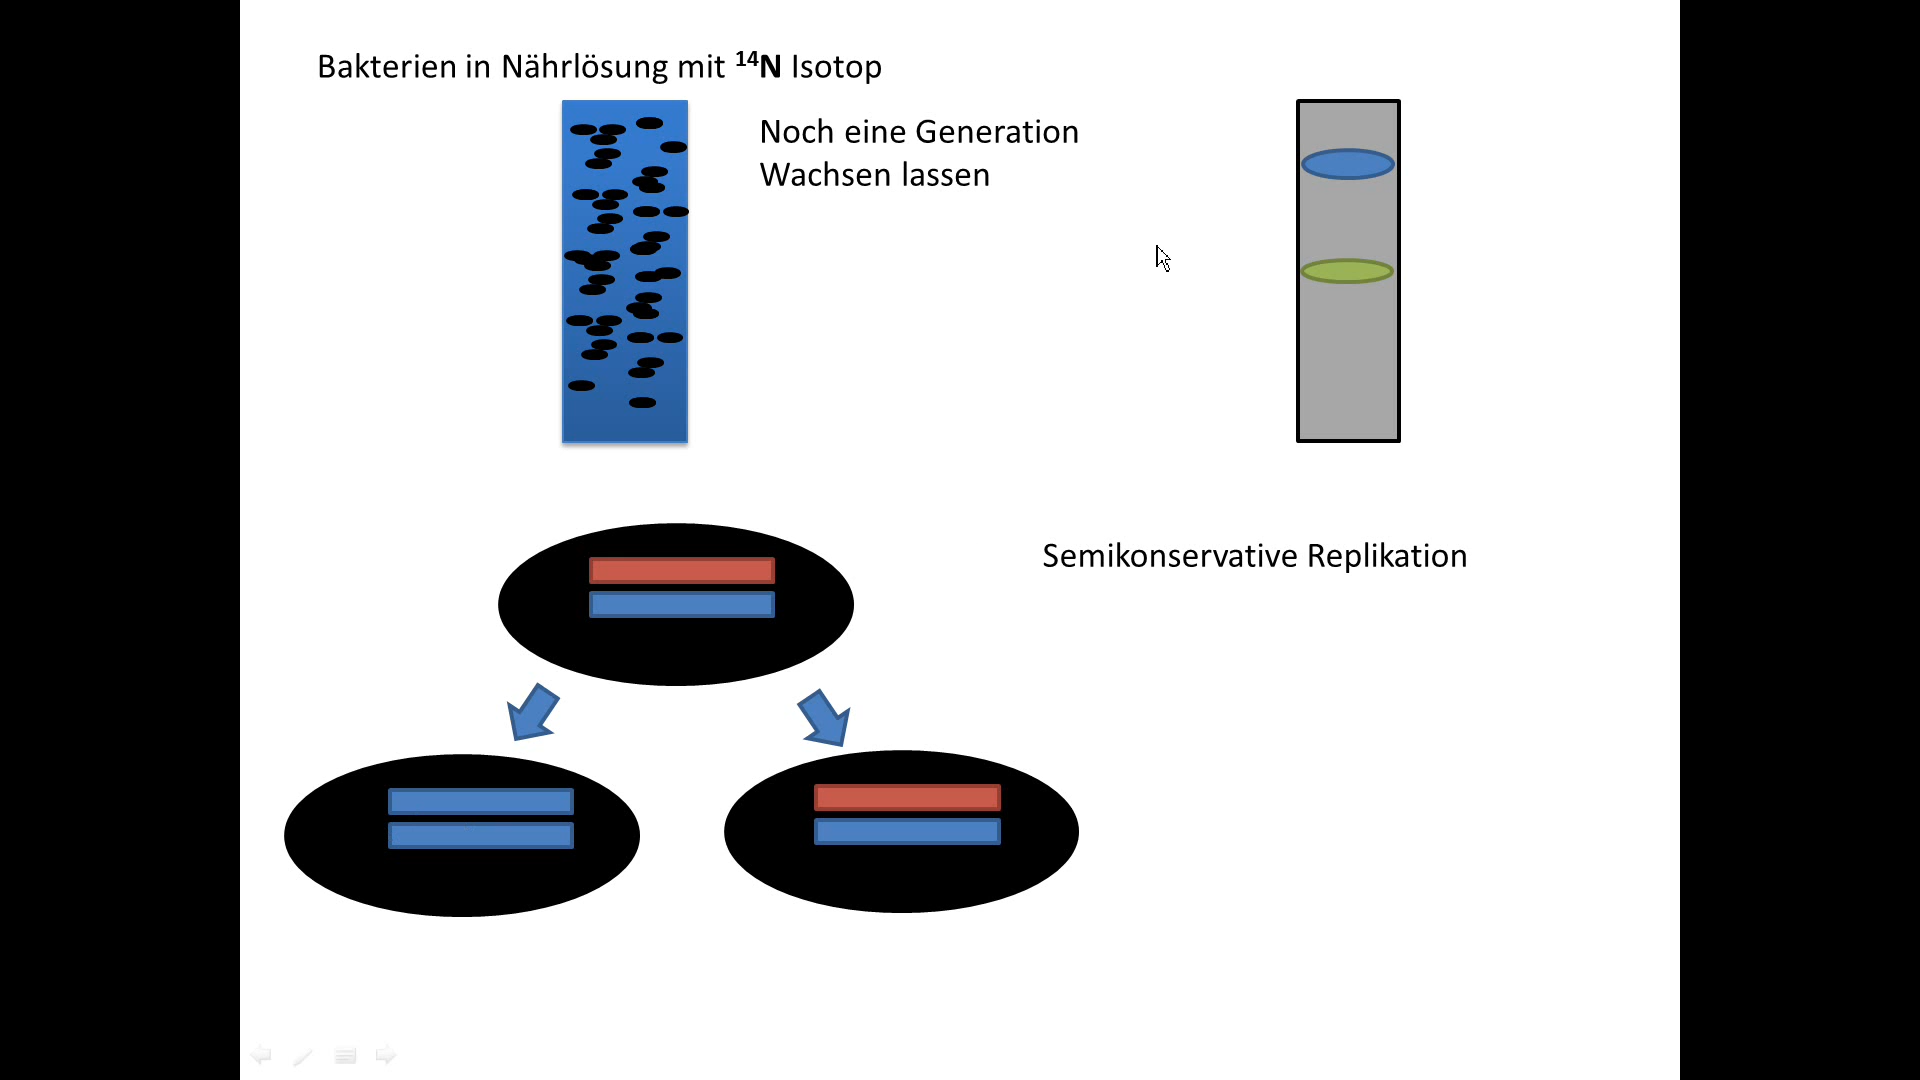 Bakterien in Nährlösung mit ¹⁴N Isotop
Noch eine Generation
Wachsen lassen
Semikonservative Replikation